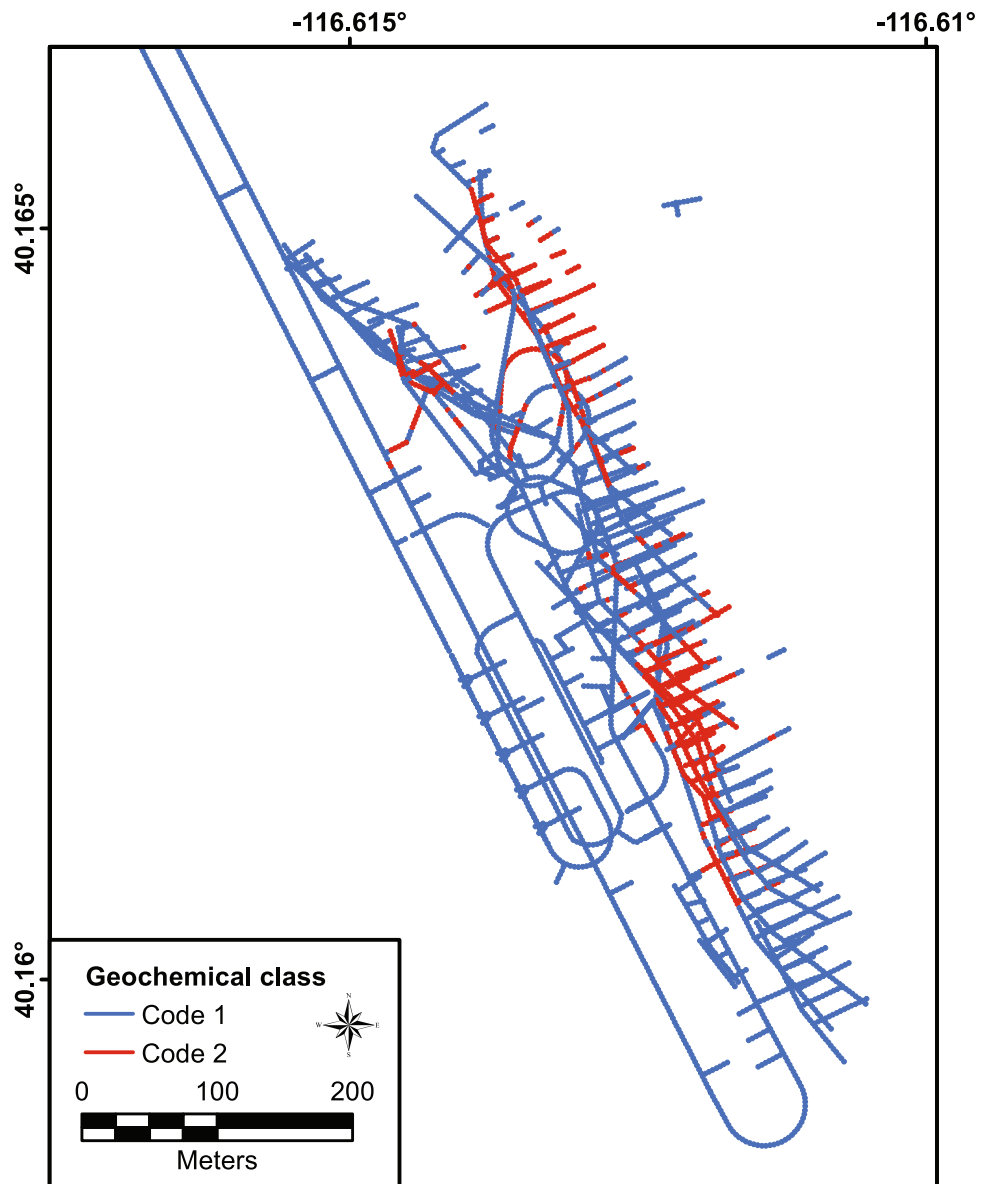 -116.615° -116.61°
40.165°
40.16°
Geochemical class
Code 1
Code 2
N
W E
S
0 100 200
Meters